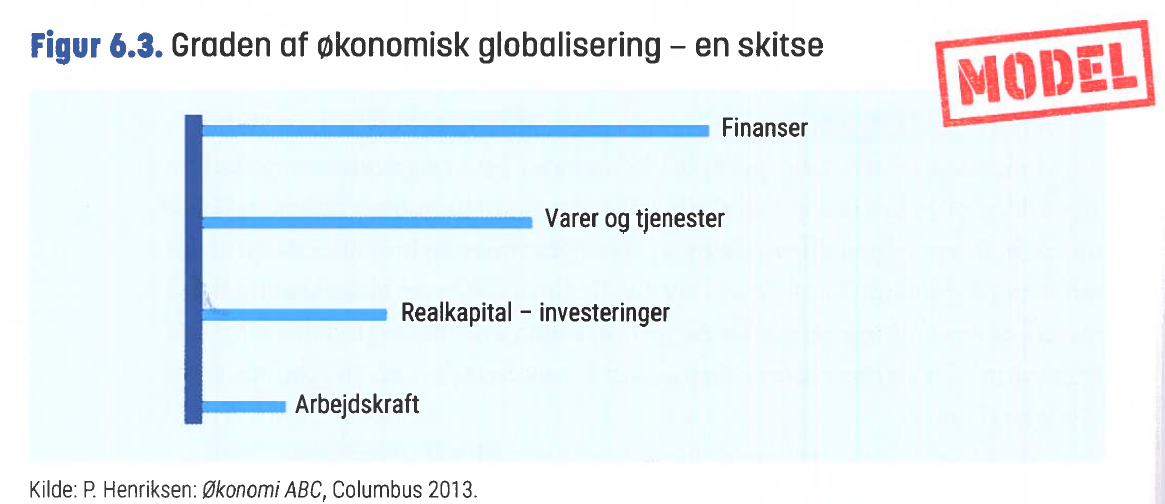 Figur 6.3. Graden af økonomisk globalisering – en skitse
MODEL
Finanser
Varer og tjenester
Realkapital – investeringer
Arbejdskraft
Kilde: P. Henriksen: Økonomi ABC, Columbus 2013.